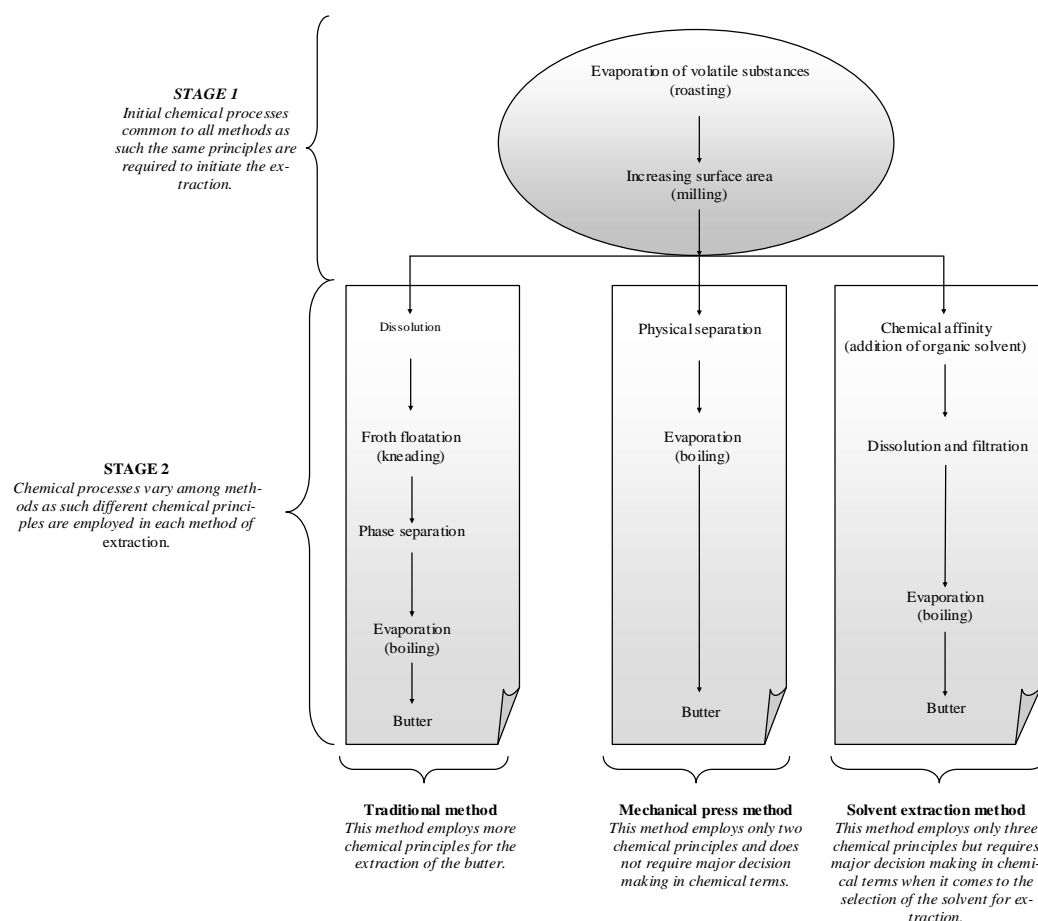 Evaporation of volatile substances
(roasting)
Increasing surface area
(milling)
STAGE 1
Initial chemical processes
common to all methods as
such the same principles are
required to initiate the ex-
traction.
STAGE 2
Chemical processes vary among meth-
ods as such different chemical princi-
ples are employed in each method of
extraction.
Dissolution
Froth floatation
(kneading)
Phase separation
Evaporation
(boiling)
Butter
Physical separation
Evaporation
(boiling)
Butter
Chemical affinity
(addition of organic solvent)
Dissolution and filtration
Evaporation
(boiling)
Butter
Traditional method
This method employs more
chemical principles for the
extraction of the butter.
Mechanical press method
This method employs only two
chemical principles and does
not require major decision
making in chemical terms.
Solvent extraction method
This method employs only three
chemical principles but requires
major decision making in chemi-
cal terms when it comes to the
selection of the solvent for ex-
traction.